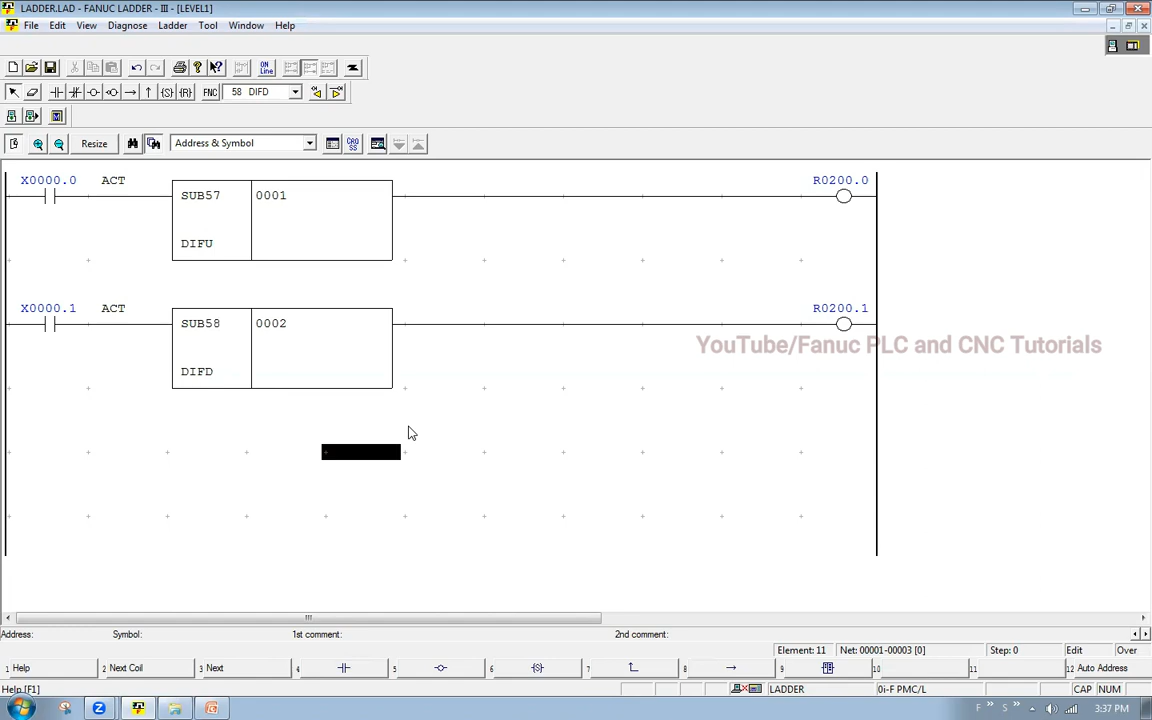 LADDER.LAD - FANUC LADDER - III - [LEVEL1]
File Edit View Diagnose Ladder Tool Window Help
ON Line
FNC 58 DIFD
Resize Address & Symbol CRO SS
X0000.0 ACT R0200.0
SUB57 0001
DIFU
X0000.1 ACT R0200.1
SUB58 0002
YouTube/Fanuc PLC and CNC Tutorials
DIFD
Address: Symbol: 1st comment: 2nd comment:
Element: 11 Net: 00001-00003 [0] Step: 0 Edit Over
1 Help 2 Next Coil 3 Next 4 5 6 7 8 9 10 11 12 Auto Address
Help [F1] LADDER 0i-F PMC/L CAP NUM
F » S » 3:37 PM